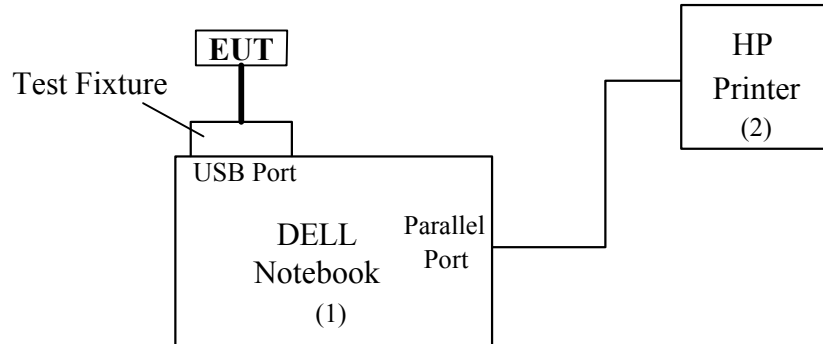 EUT
Test Fixture
USB Port
DELL
Notebook
(1)
Parallel
Port
HP
Printer
(2)